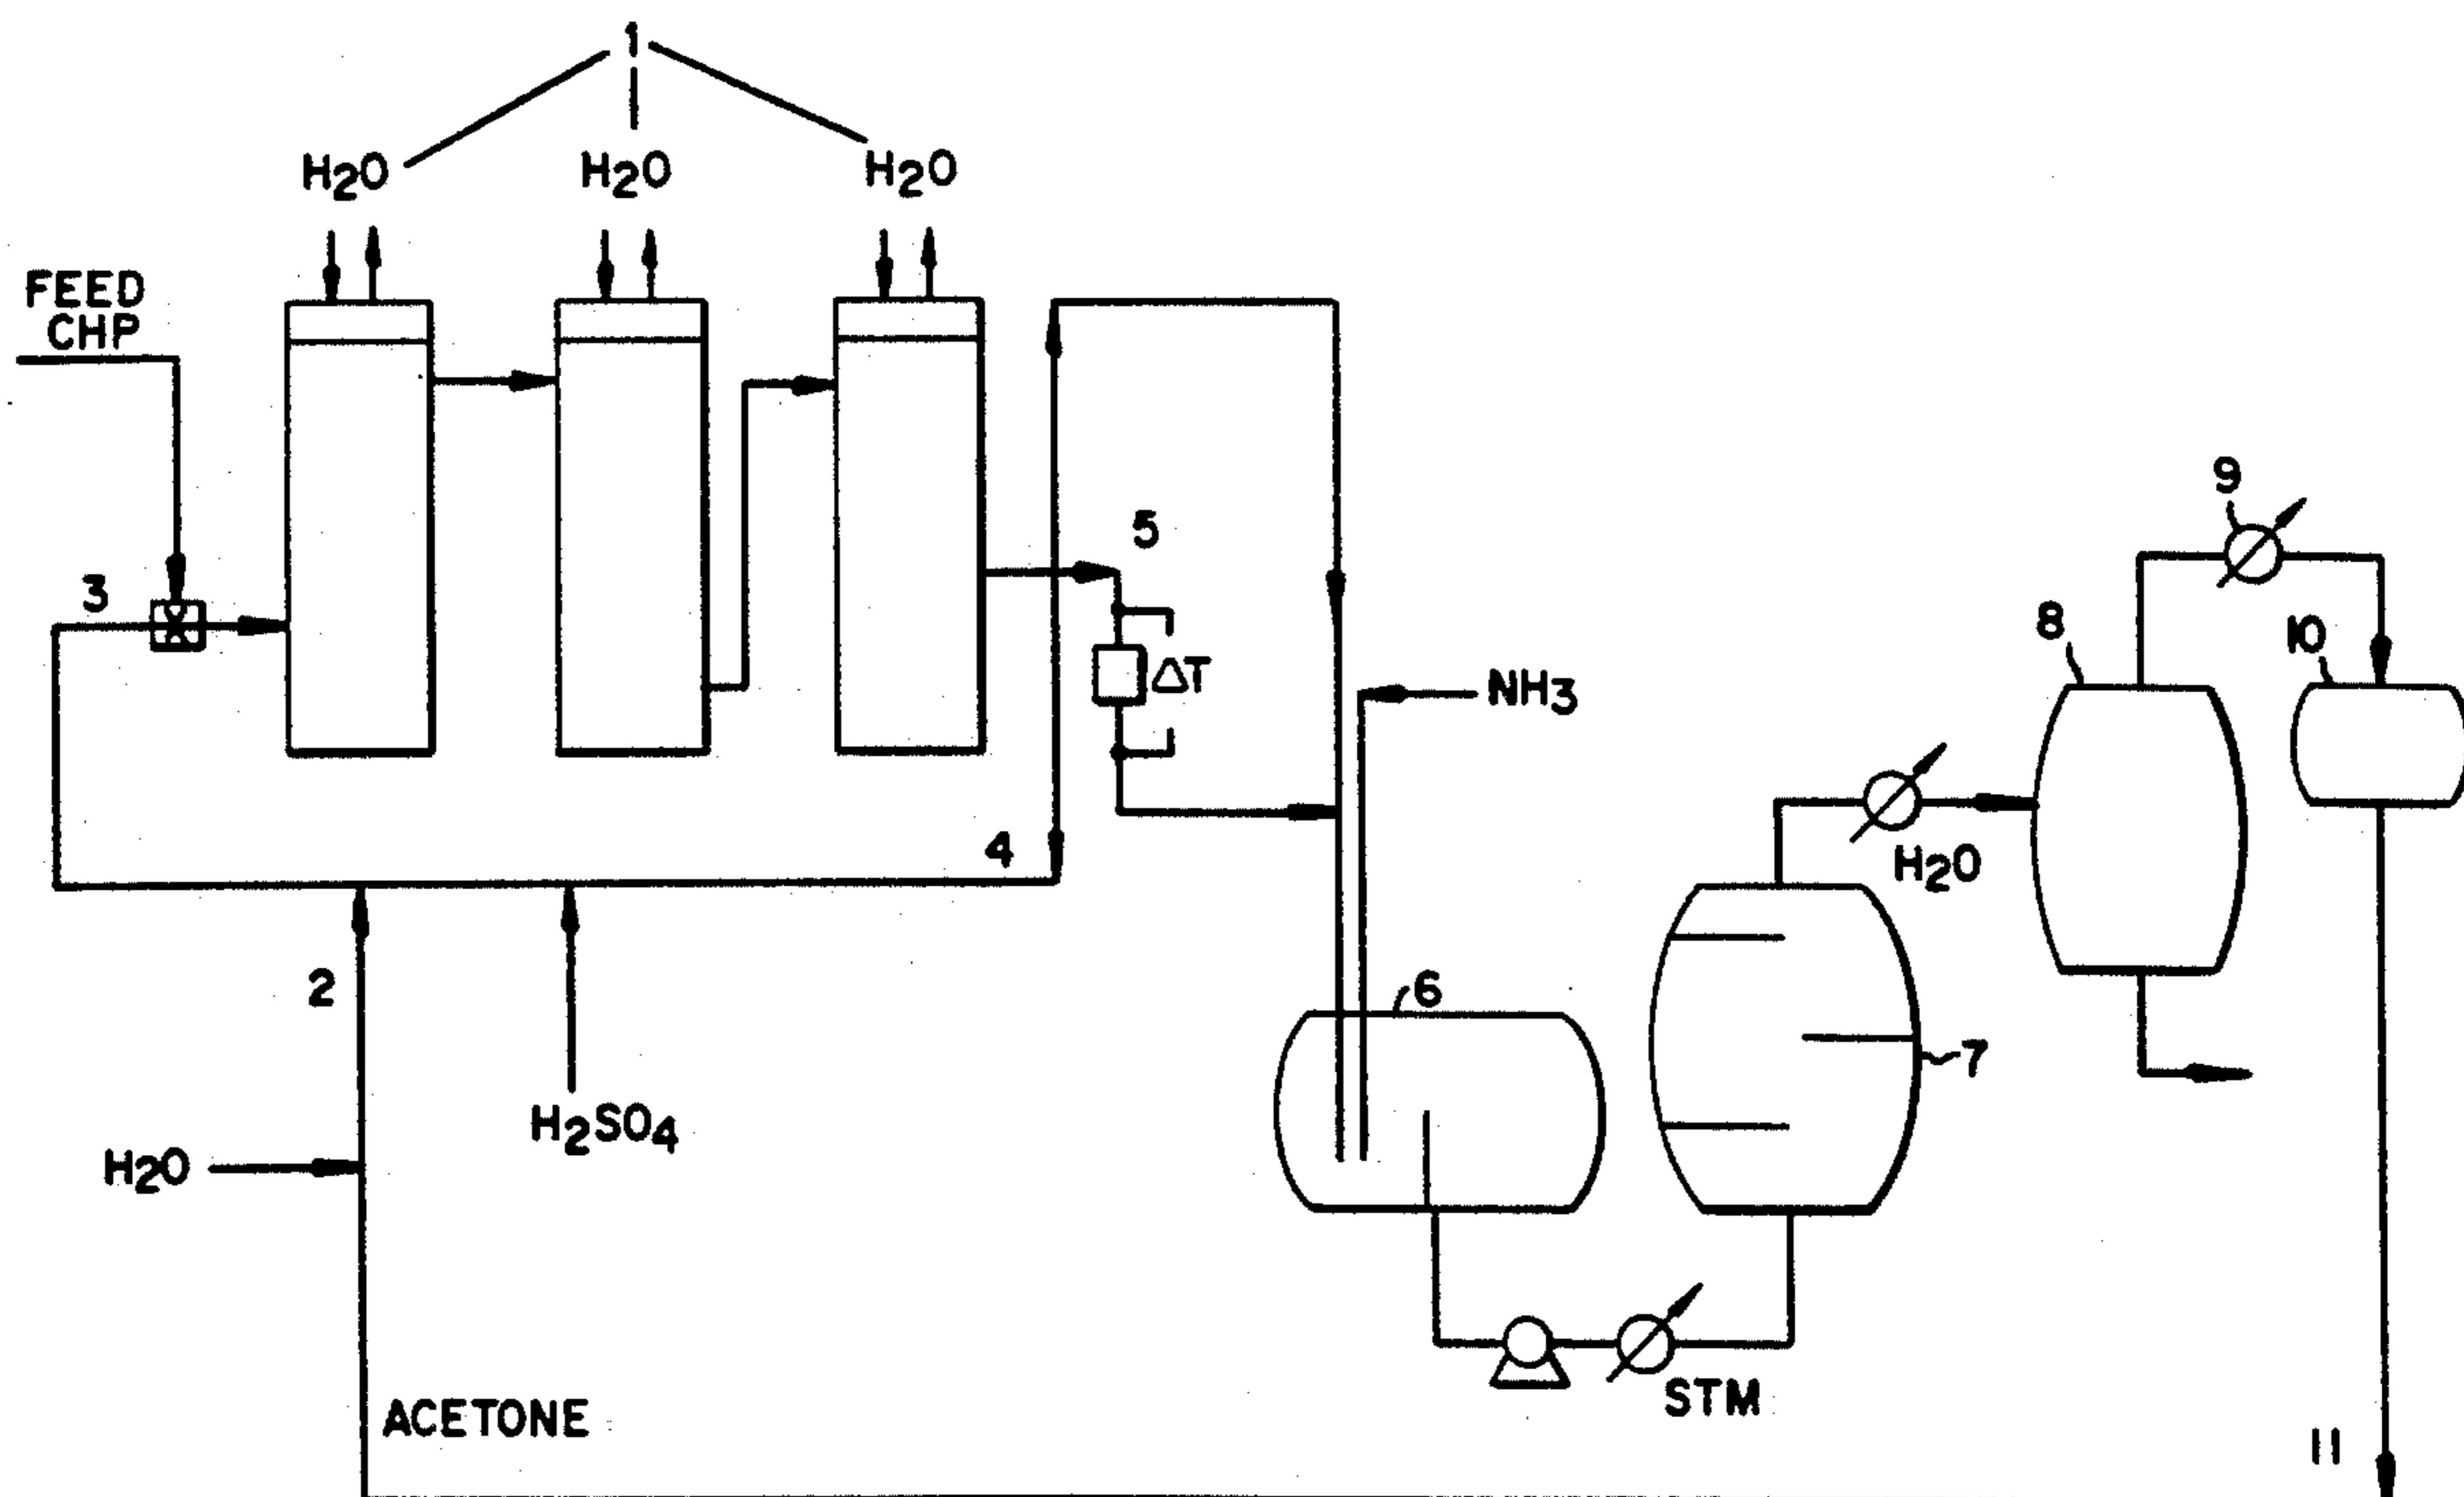 1
H2O
H2O
H2O
FEED
CHP
3
5
ΔT
4
2
H2SO4
H2O
ACETONE
NH3
6
7
H2O
STM
8
9
10
11